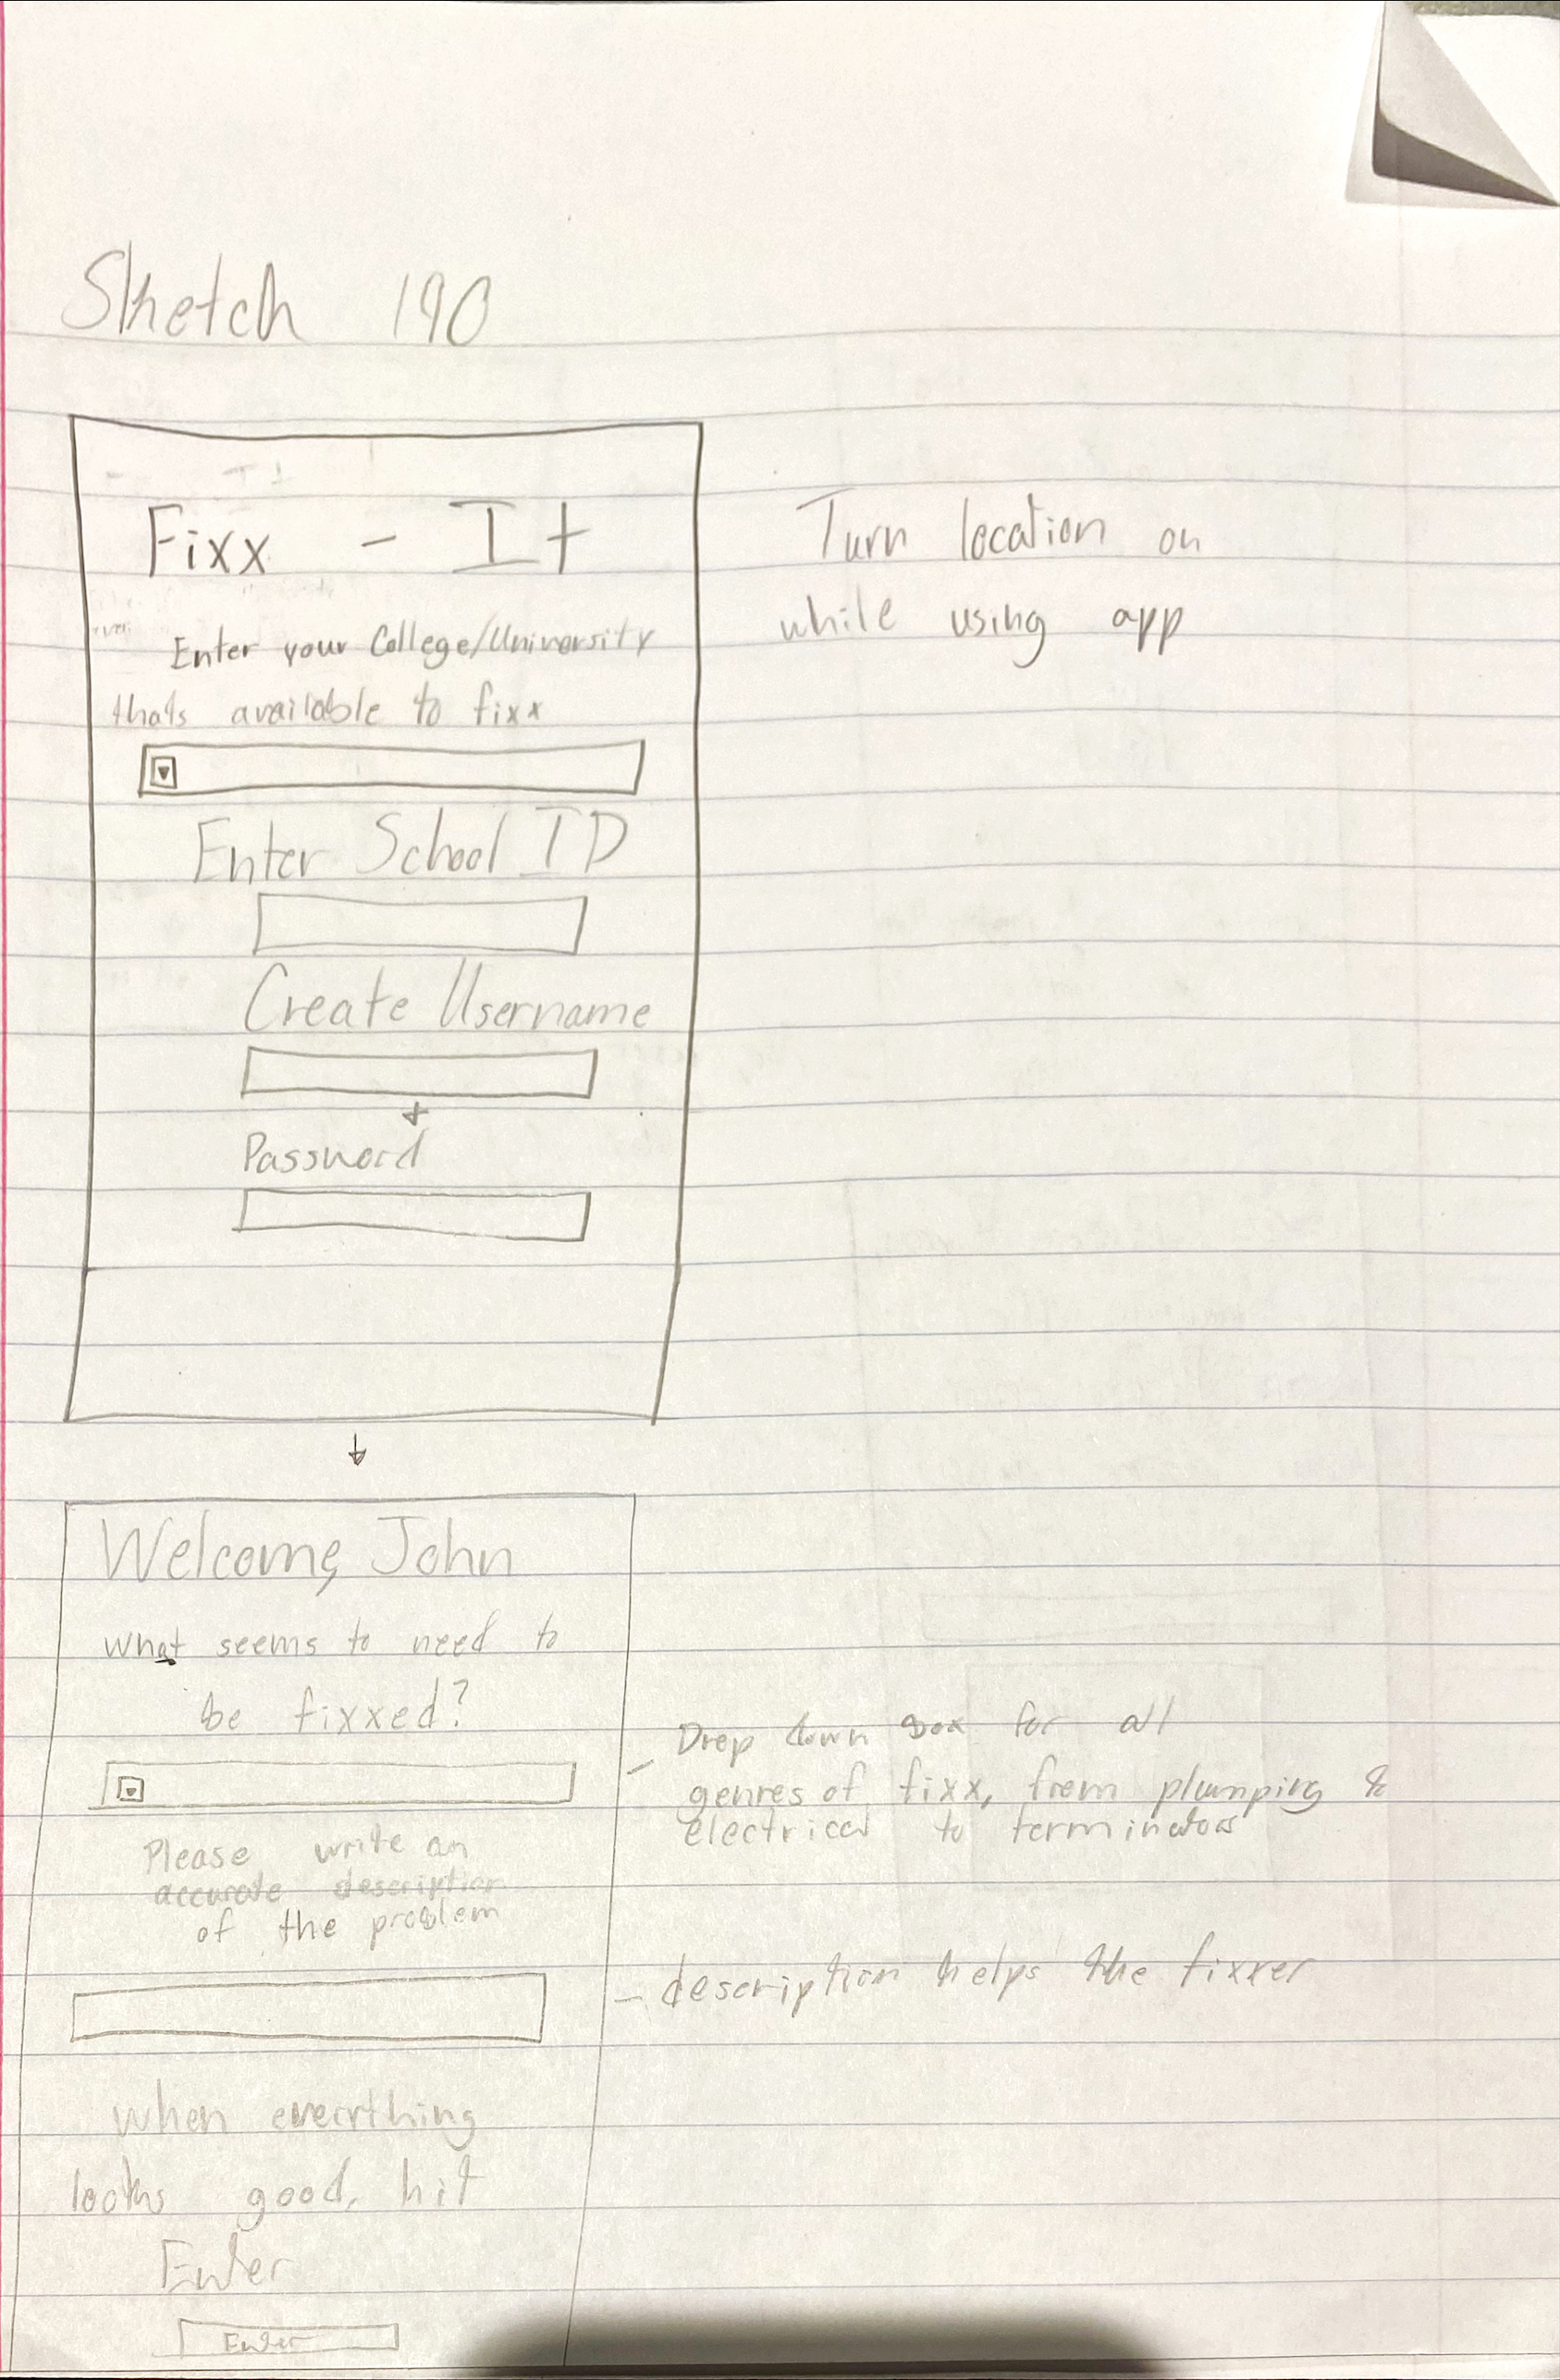 Sketch 190
Fixx - It
Enter your College/University
thats available to fixx
Enter School ID
Create Username
+
Password
Turn location on
while using app
Welcome, John
what seems to need to
be fixxed?
Please write an
accurate description
of the problem
when everrthing
looks good, hit
Enter
Enter
Drop down box for all
genres of fixx, from plumping &
electrical to terminators
- description helps the fixxer